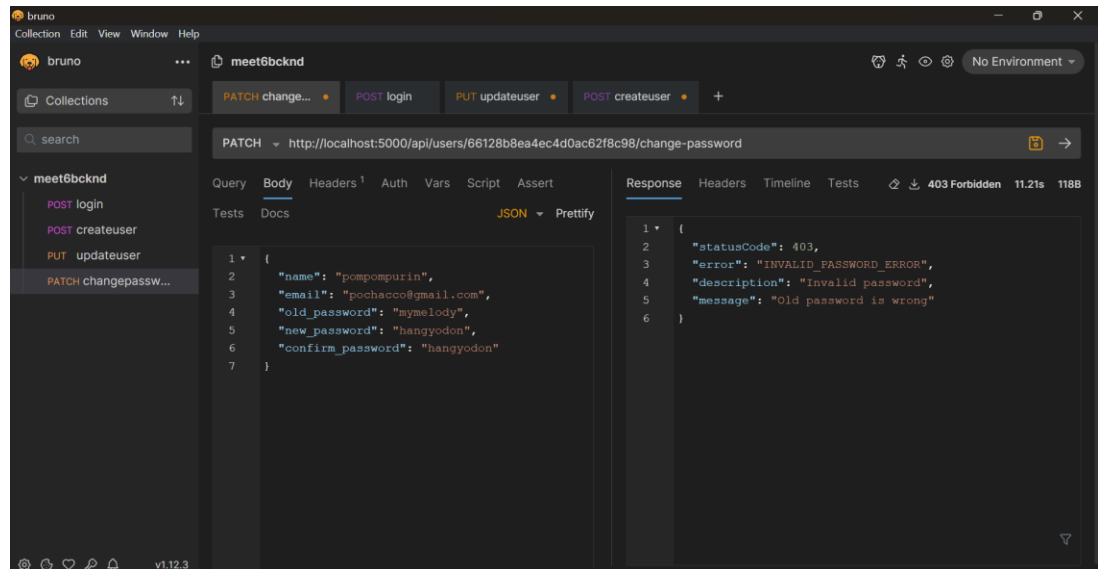 bruno
Collection Edit View Window Help
bruno
Collections
search
meet6bcknd
POST login
POST createuser
PUT updateuser
PATCH changepassw...
v1.12.3
meet6bcknd
No Environment
PATCH change...
POST login
PUT updateuser
POST createuser
+
PATCH http://localhost:5000/api/users/66128b8ea4ec4d0ac62f8c98/change-password
Query Body Headers 1 Auth Vars Script Assert
Tests Docs
JSON Prettify
1 {
2 "name": "pompompurin",
3 "email": "pochacco@gmail.com",
4 "old_password": "mymelody",
5 "new_password": "hangyodon",
6 "confirm_password": "hangyodon"
7 }
Response Headers Timeline Tests 403 Forbidden 11.21s 118B
1 {
2 "statusCode": 403,
3 "error": "INVALID_PASSWORD_ERROR",
4 "description": "Invalid password",
5 "message": "Old password is wrong"
6 }